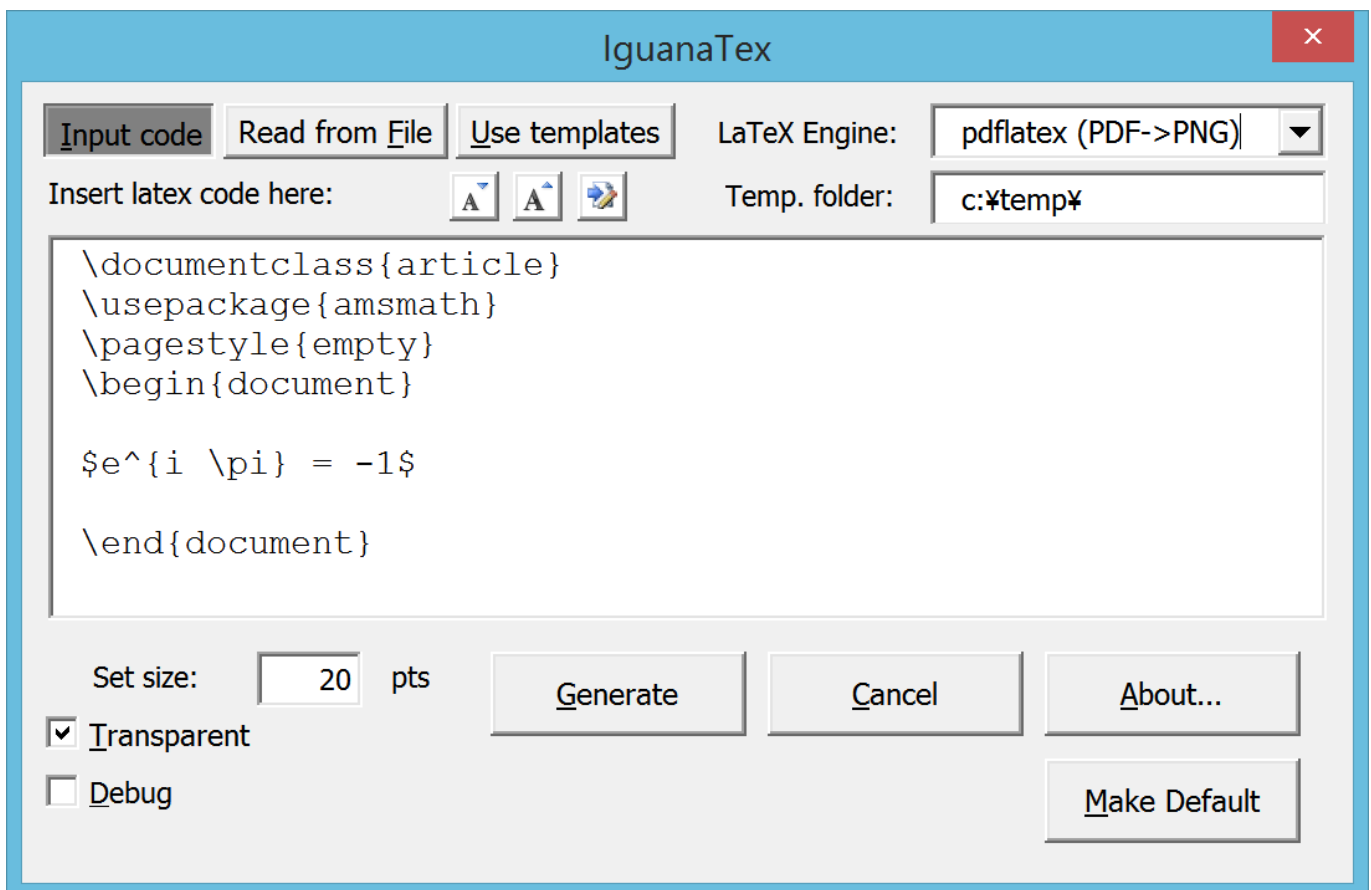 IguanaTex
Input code Read from File Use templates LaTeX Engine: pdflatex (PDF->PNG)
Insert latex code here: A A Temp. folder: c:¥temp¥
\documentclass{article}
\usepackage{amsmath}
\pagestyle{empty}
\begin{document}
$e^{i \pi} = -1$
\end{document}
Set size: 20 pts Generate Cancel About...
Transparent
Debug
Make Default